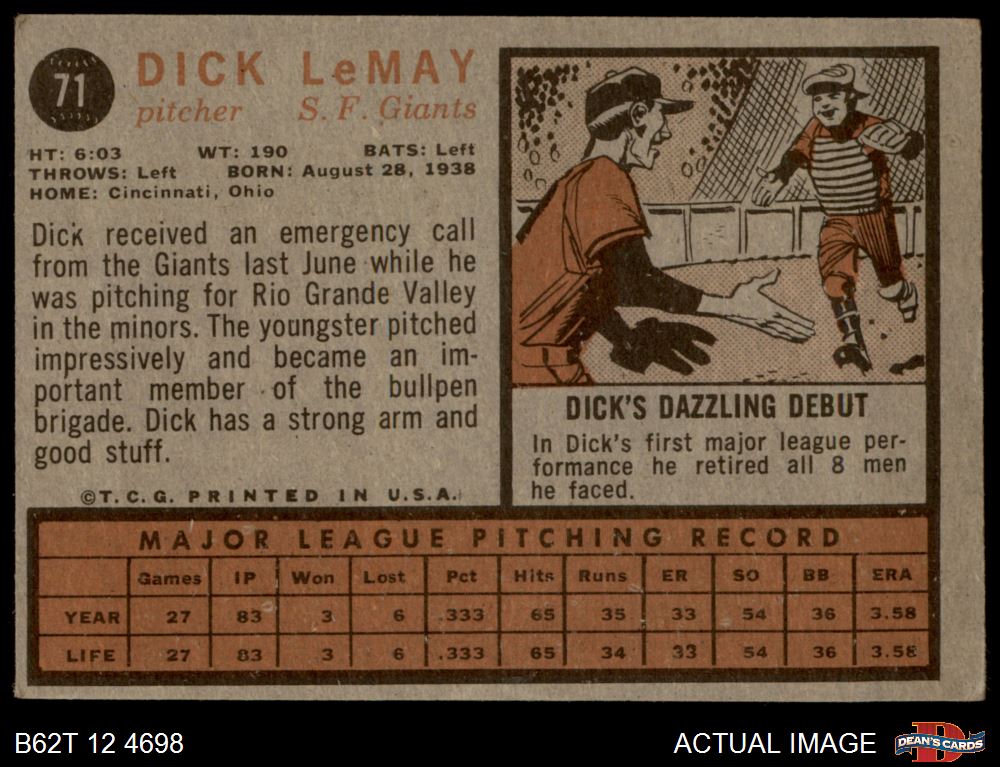 71
DICK LeMAY
pitcher S. F. Giants
HT: 6:03 WT: 190 BATS: Left
THROWS: Left BORN: August 28, 1938
HOME: Cincinnati, Ohio
Dick received an emergency call
from the Giants last June while he
was pitching for Rio Grande Valley
in the minors. The youngster pitched
impressively and became an im-
portant member of the bullpen
brigade. Dick has a strong arm and
good stuff.
©T.C.G. PRINTED IN U.S.A.
DICK'S DAZZLING DEBUT
In Dick's first major league per-
formance he retired all 8 men
he faced.
MAJOR LEAGUE PITCHING RECORD
Games IP Won Lost Pct Hits Runs ER SO BB ERA
YEAR 27 83 3 6 .333 65 35 33 54 36 3.58
LIFE 27 83 3 6 .333 65 34 33 54 36 3.58
B62T 12 4698
ACTUAL IMAGE
D
DEAN'S CARDS